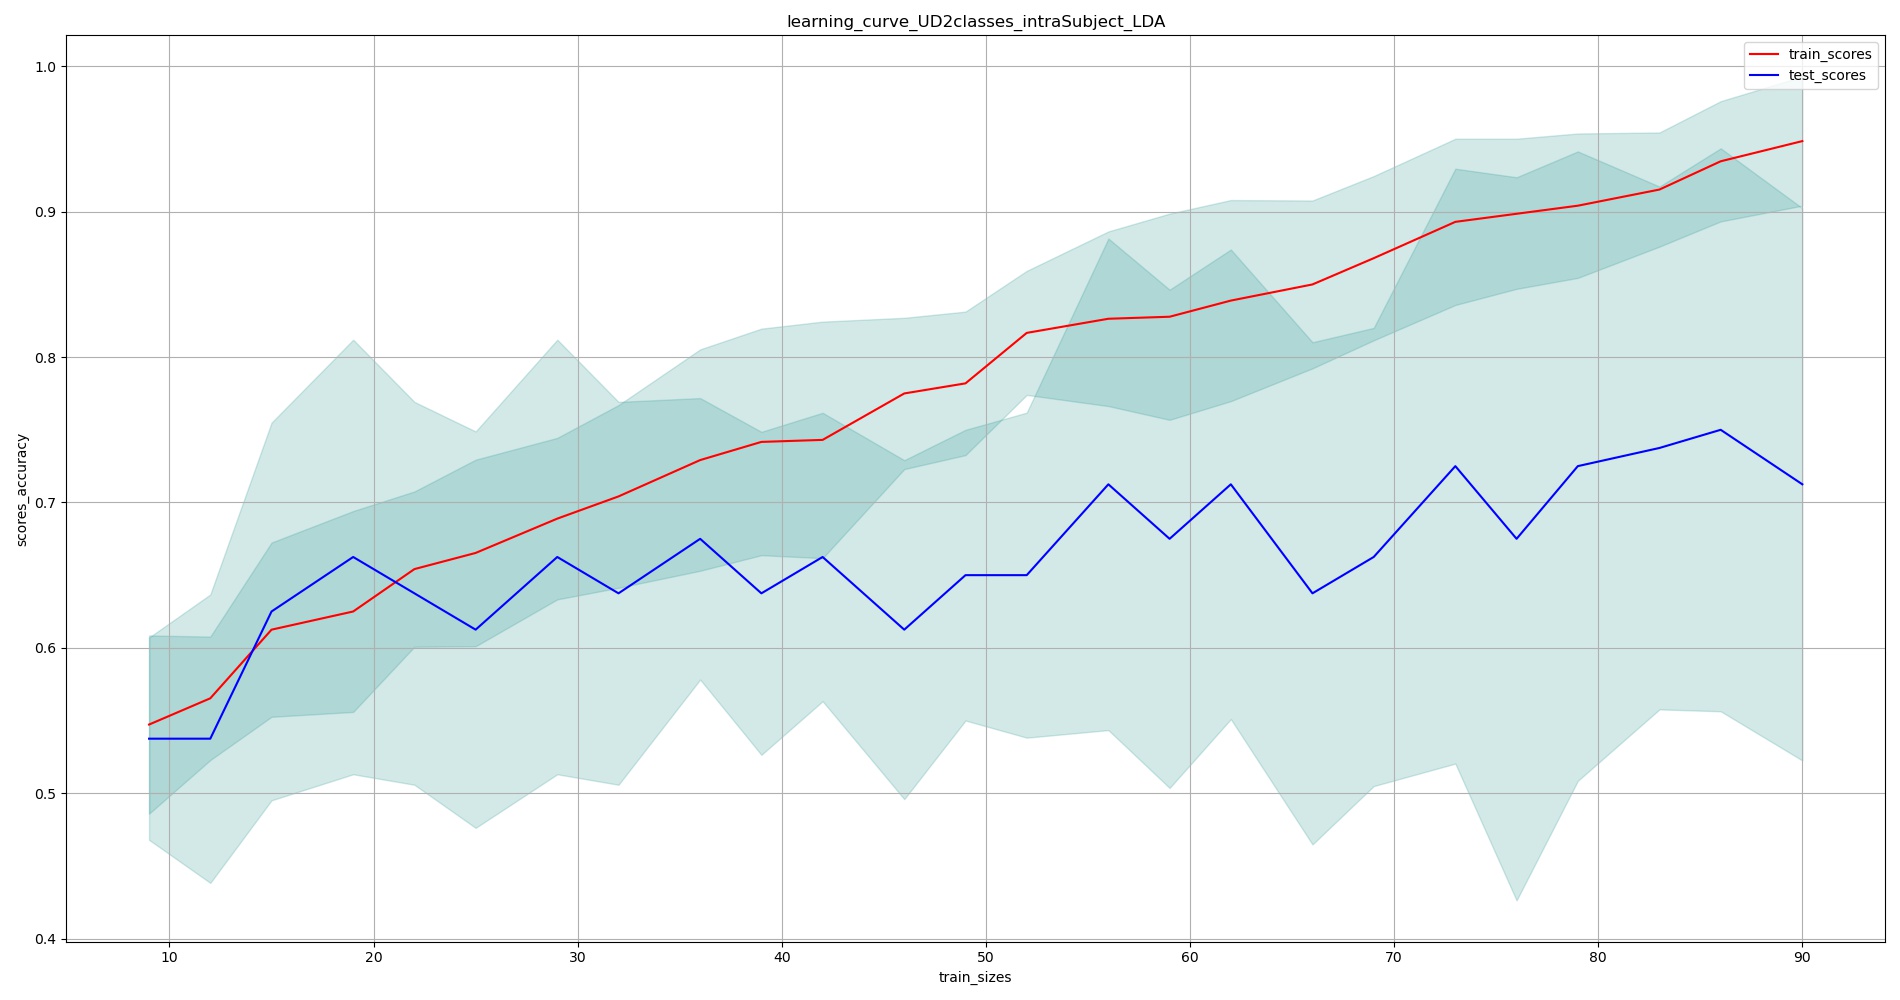 learning_curve_UD2classes_intraSubject_LDA
train_scores
test_scores
1.0
0.9
0.8
0.7
0.6
0.5
0.4
scores_accuracy
10 20 30 40 50 60 70 80 90
train_sizes